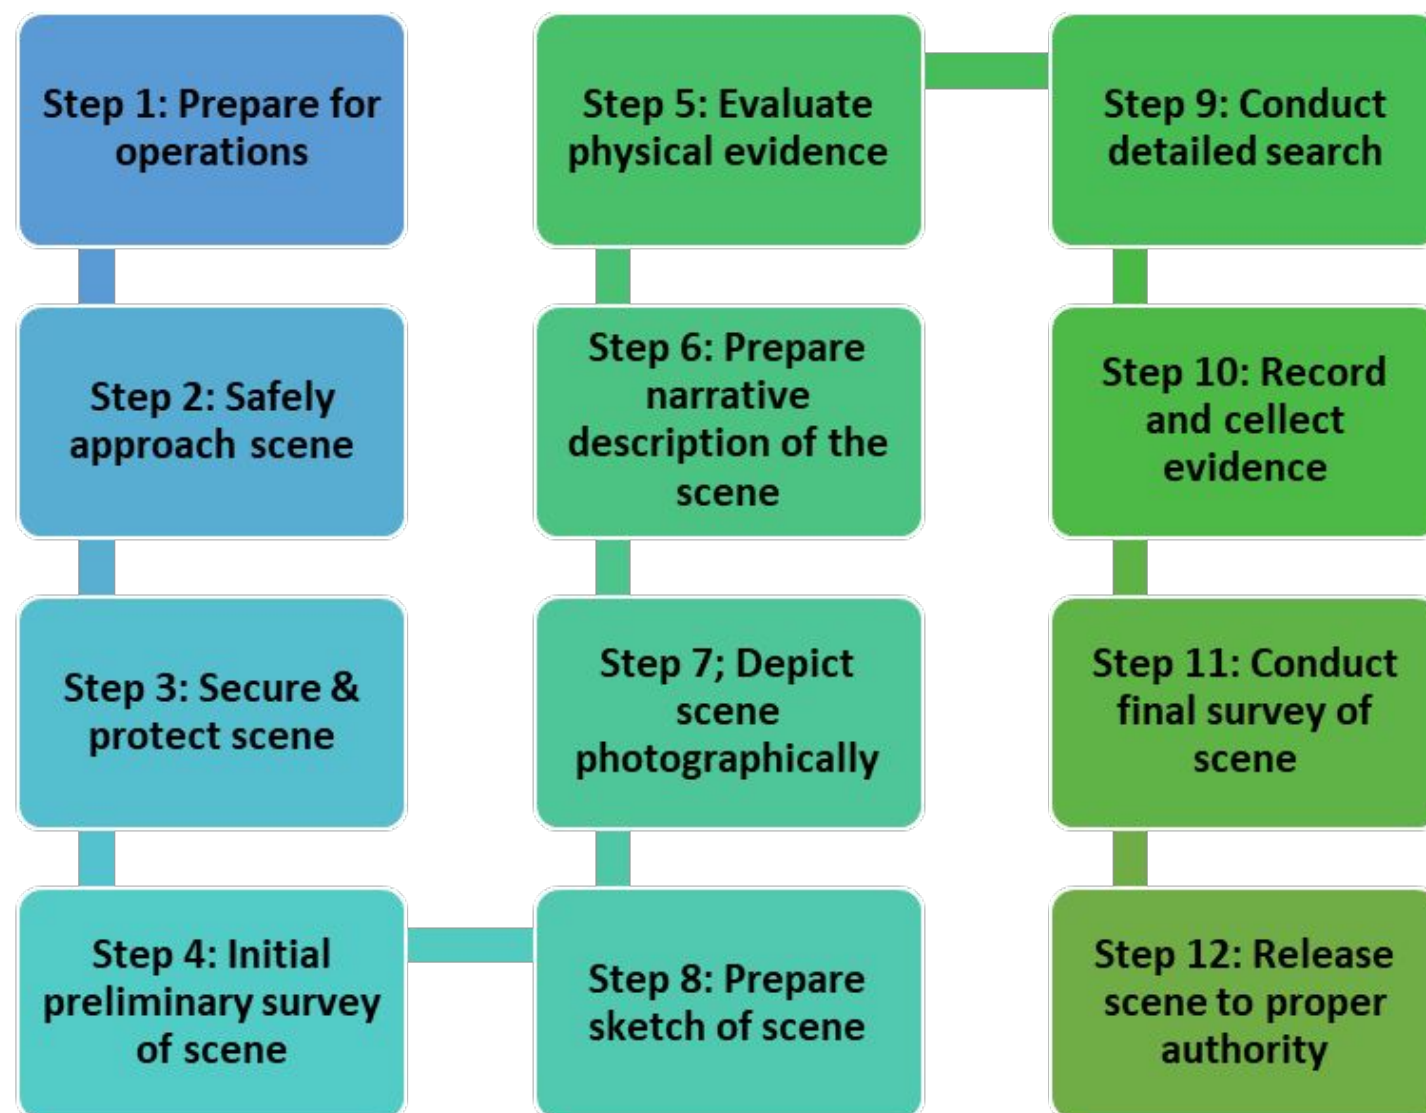 Step 1: Prepare for
operations
Step 2: Safely
approach scene
Step 3: Secure &
protect scene
Step 4: Initial
preliminary survey
of scene
Step 5: Evaluate
physical evidence
Step 6: Prepare
narrative
description of the
scene
Step 7; Depict
scene
photographically
Step 8: Prepare
sketch of scene
Step 9: Conduct
detailed search
Step 10: Record
and cellect
evidence
Step 11: Conduct
final survey of
scene
Step 12: Release
scene to proper
authority